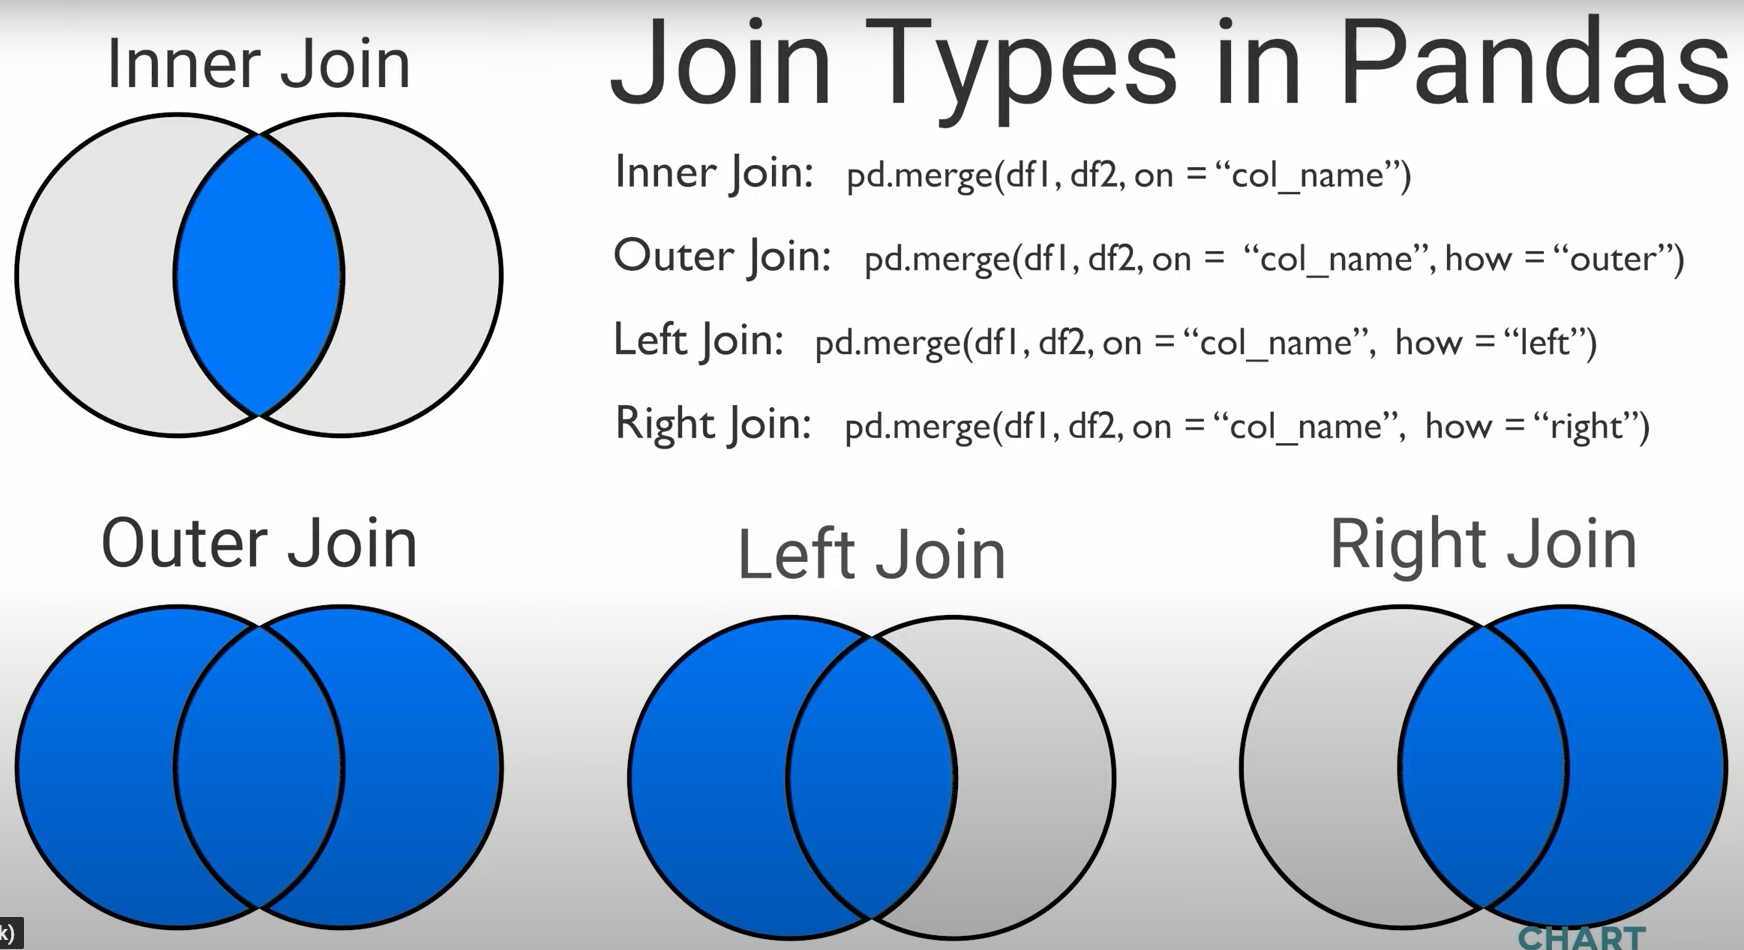 Inner Join
Join Types in Pandas
Inner Join: pd.merge(df1, df2, on = “col_name”)
Outer Join: pd.merge(df1, df2, on = “col_name”, how = “outer”)
Left Join: pd.merge(df1, df2, on = “col_name”, how = “left”)
Right Join: pd.merge(df1, df2, on = “col_name”, how = “right”)
Outer Join
Left Join
Right Join
k)
CHART